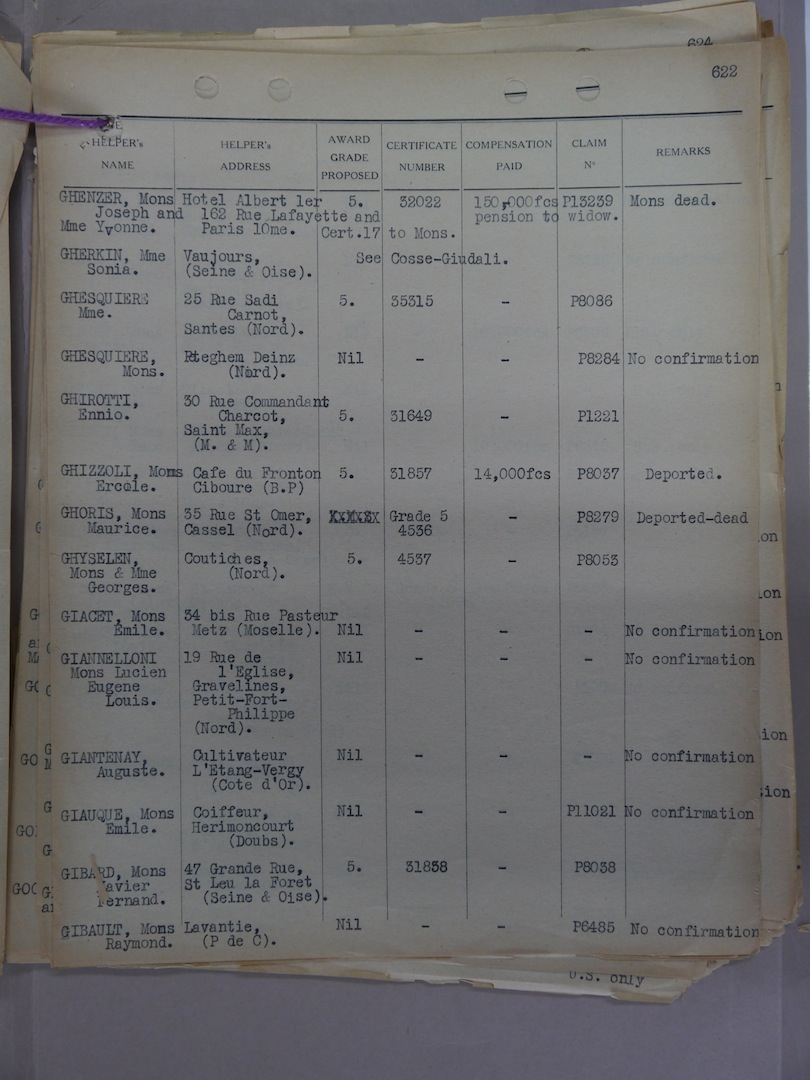 624
622
HELPER's NAME
HELPER's ADDRESS
AWARD GRADE PROPOSED
CERTIFICATE NUMBER
COMPENSATION PAID
CLAIM N°
REMARKS
GHENZER, Mons Hotel Albert 1er 5. 32022 150,000fcs P13239 Mons dead.
Joseph and 162 Rue Lafayette and pension to widow.
Mme Yvonne. Paris 10me. Cert.17 to Mons.
GHERKIN, Mme Vaujours, See Cosse-Giudali.
Sonia. (Seine & Oise).
GHESQUIERE 25 Rue Sadi 5. 35315 - P8086
Mme. Carnot,
Santes (Nord).
GHESQUIERE, Rteghem Deinz Nil - - P8284 No confirmation
Mons. (Nord).
GHIROTTI, 30 Rue Commandant
Ennio. Charcot, 5. 31649 - P1221
Saint Max,
(M. & M).
GHIZZOLI, Mons Cafe du Fronton 5. 31857 14,000fcs P8037 Deported.
Ercole. Ciboure (B.P)
GHORIS, Mons 35 Rue St Omer, Grade 5 - P8279 Deported-dead
Maurice. Cassel (Nord). 4536
GHYSELEN, Coutiches, 5. 4537 - P8053
Mons & Mme (Nord).
Georges.
GIACET, Mons 34 bis Rue Pasteur
Emile. Metz (Moselle). Nil - - - No confirmation
GIANNELLONI 19 Rue de Nil - - - No confirmation
Mons Lucien l'Eglise,
Eugene Gravelines,
Louis. Petit-Fort-
Philippe
(Nord).
GIANTENAY, Cultivateur Nil - - - No confirmation
Auguste. L'Etang-Vergy
(Cote d'Or).
GIAUQUE, Mons Coiffeur, Nil - - P11021 No confirmation
Emile. Herimoncourt
(Doubs).
GIBARD, Mons 47 Grande Rue, 5. 31838 - P8038
Xavier St Leu la Foret
Fernand. (Seine & Oise).
GIBAULT, Mons Lavantie, Nil - - P6485 No confirmation
Raymond. (P de C).
U.S. only